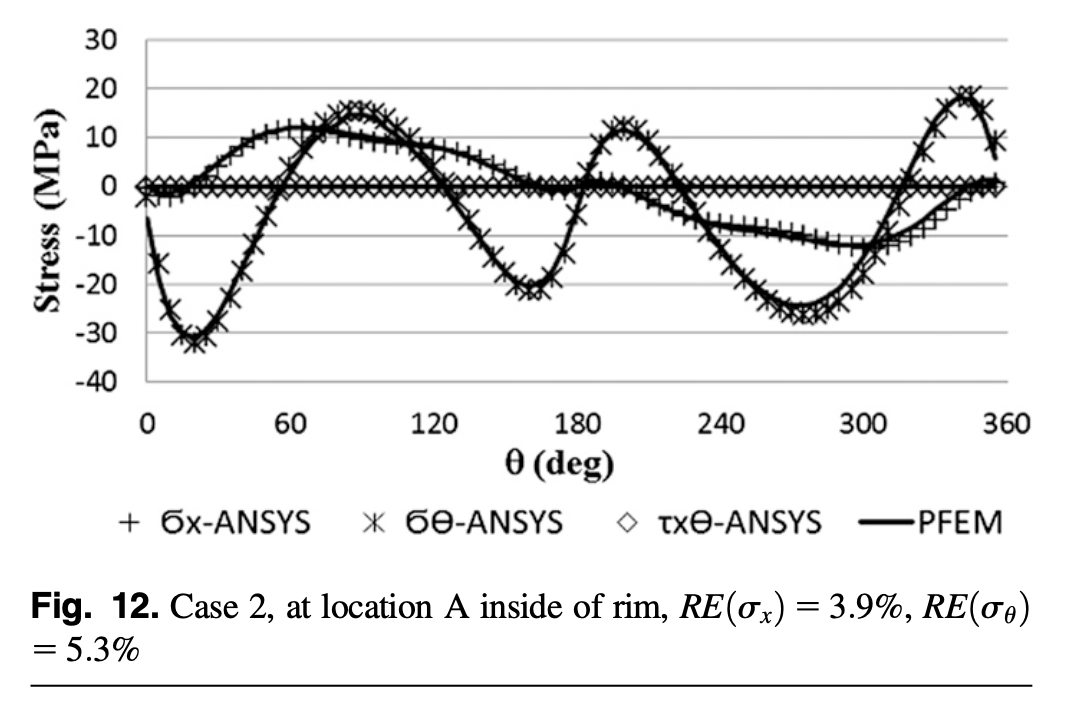 30
20
10
0
-10
-20
-30
-40
Stress (MPa)
0 60 120 180 240 300 360
θ (deg)
σx-ANSYS σθ-ANSYS τxθ-ANSYS PFEM
Fig. 12. Case 2, at location A inside of rim, RE(σx) = 3.9%, RE(σθ)
= 5.3%